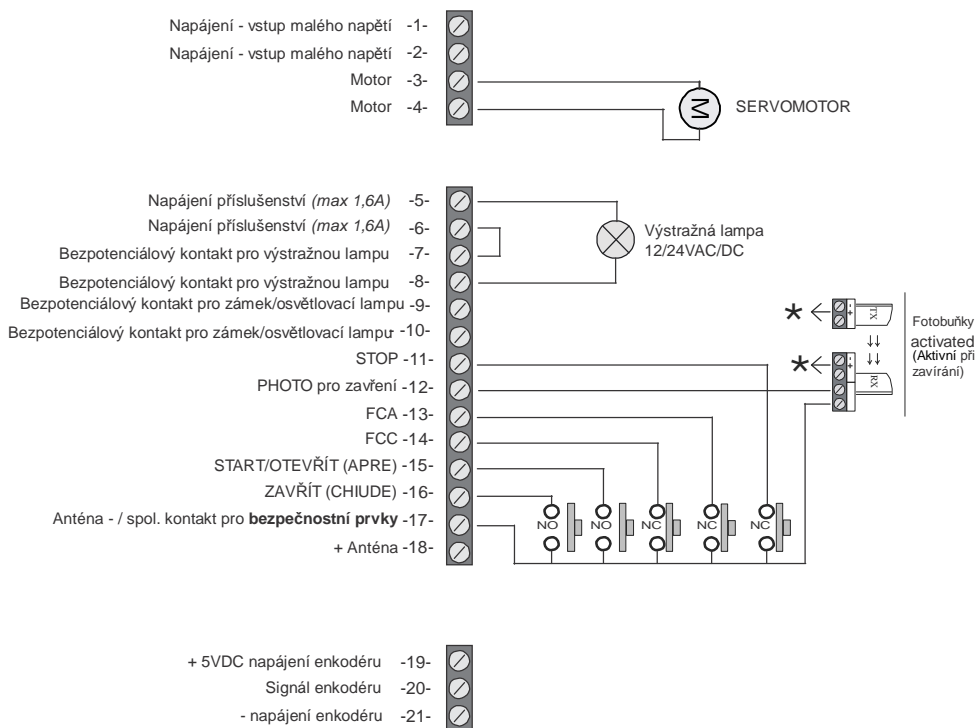 Napájení - vstup malého napětí -1-
Napájení - vstup malého napětí -2-
Motor -3-
Motor -4-
M
SERVOMOTOR
Napájení příslušenství (max 1,6A) -5-
Napájení příslušenství (max 1,6A) -6-
Bezpotenciálový kontakt pro výstražnou lampu -7-
Bezpotenciálový kontakt pro výstražnou lampu -8-
Bezpotenciálový kontakt pro zámek/osvětlovací lampu -9-
Bezpotenciálový kontakt pro zámek/osvětlovací lampu -10-
STOP -11-
PHOTO pro zavření -12-
FCA -13-
FCC -14-
START/OTEVŘÍT (APRE) -15-
ZAVŘÍT (CHIUDE) -16-
Anténa - / spol. kontakt pro bezpečnostní prvky -17-
+ Anténa -18-
Výstražná lampa
12/24VAC/DC
* - + TX
* - + RX
Fotobuňky
activated
(Aktivní při
zavírání)
NO NO NC NC NC
+ 5VDC napájení enkodéru -19-
Signál enkodéru -20-
- napájení enkodéru -21-